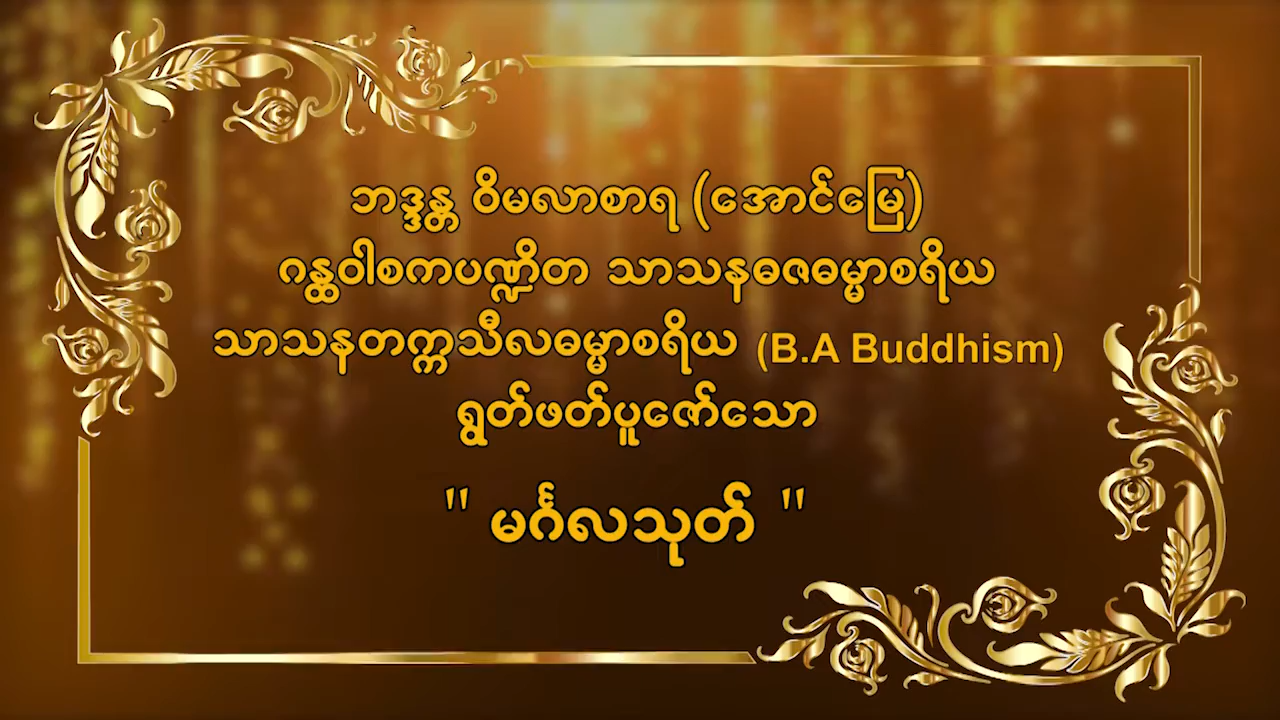 ဘဒ္ဒန္တ ဝိမလာစာရ (အောင်မြေ)
ဂန္ထဝါစကပဏ္ဍိတ သာသနဓဇဓမ္မာစရိယ
သာသနတက္ကသီလဓမ္မာစရိယ (B.A Buddhism)
ရွတ်ဖတ်ပူဇော်သော
" မင်္ဂလသုတ် "